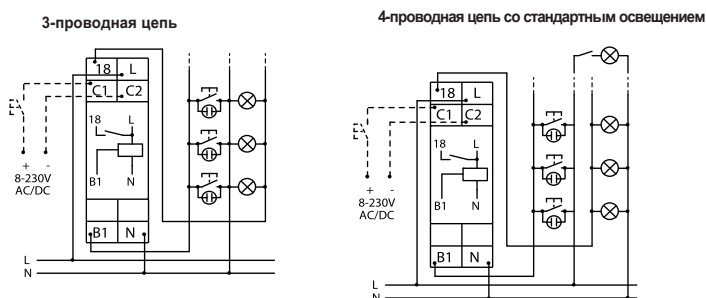 3-проводная цепь
18 L
C1 C2
18 L
B1 N
+ -
8-230V
AC/DC
B1 N
L
N
4-проводная цепь со стандартным освещением
18 L
C1 C2
18 L
B1 N
+ -
8-230V
AC/DC
B1 N
L
N